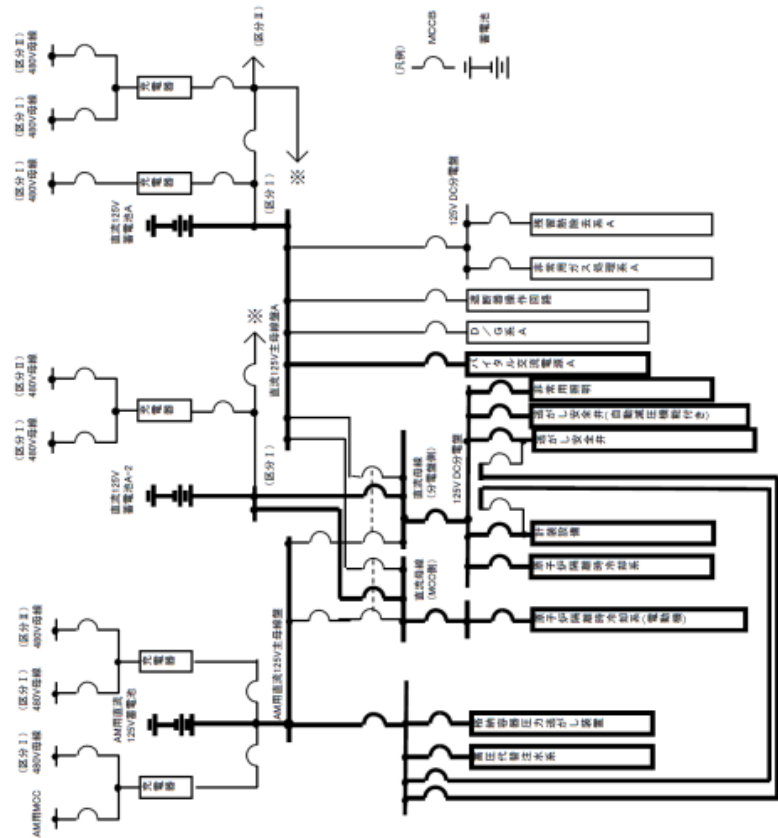 (区分Ⅱ)
480V母線
(区分Ⅰ)
480V母線
(区分Ⅰ)
480V母線
充電器
充電器
(区分Ⅱ)
※
(区分Ⅰ)
直流125V
蓄電池A
直流125V主母線盤A
(凡例)
MCCB
蓄電池
125V DC分電盤
残留熱除去系A
非常用ガス処理系A
遮断器操作回路
D/G系A
バイタル交流電源A
(区分Ⅱ)
480V母線
(区分Ⅰ)
480V母線
充電器
※
(区分Ⅰ)
直流125V
蓄電池A-2
直流母線
(分電盤側)
125V DC分電盤
非常用照明
逃がし安全弁(自動減圧機能付き)
逃がし安全弁
計装設備
原子炉隔離時冷却系
直流母線
(MCC側)
原子炉隔離時冷却系(電動機)
(区分Ⅱ)
480V母線
(区分Ⅰ)
480V母線
(区分Ⅰ)
480V母線
AM用MCC
充電器
充電器
AM用直流
125V蓄電池
AM用直流125V主母線盤
格納容器圧力逃がし装置
高圧代替注水系